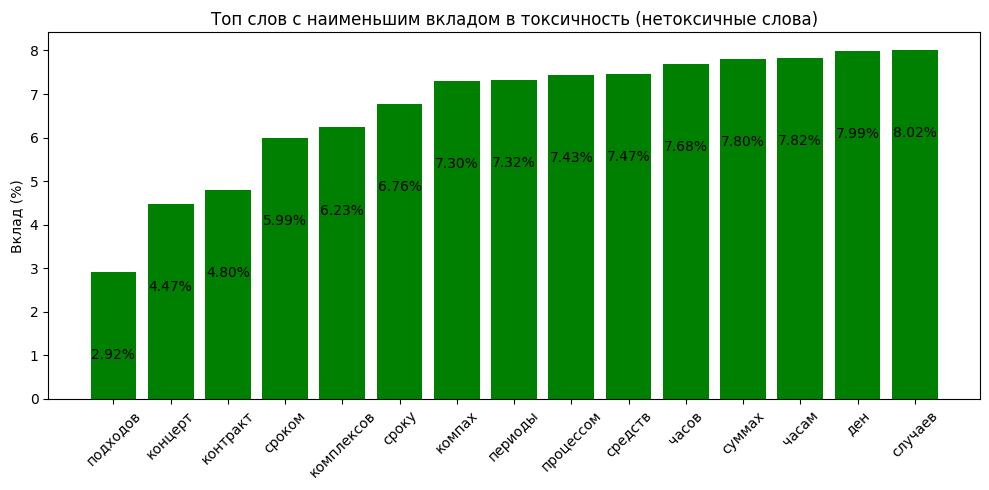 Топ слов с наименьшим вкладом в токсичность (нетоксичные слова)
Вклад (%)
8
7
6
5
4
3
2
1
0
2.92%
4.47%
4.80%
5.99%
6.23%
6.76%
7.30%
7.32%
7.43%
7.47%
7.68%
7.80%
7.82%
7.99%
8.02%
подходов
концерт
контракт
сроком
комплексов
сроку
компах
периоды
процессом
средств
часов
суммах
часам
ден
случаев